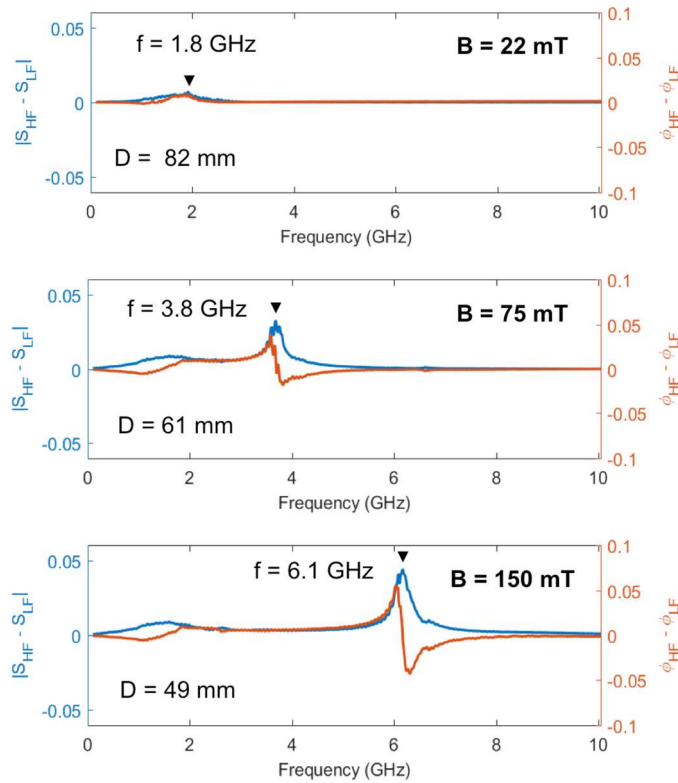 0.06
0.1
f = 1.8 GHz
B = 22 mT
|S_HF - S_LF|
0
0.05
0
-0.05
ϕ_HF - ϕ_LF
D = 82 mm
-0.06
-0.1
0 2 4 6 8 10
Frequency (GHz)
0.05
0.1
f = 3.8 GHz
B = 75 mT
|S_HF - S_LF|
0
0.05
0
-0.05
ϕ_HF - ϕ_LF
D = 61 mm
-0.05
-0.1
0 2 4 6 8 10
Frequency (GHz)
0.05
0.1
f = 6.1 GHz
B = 150 mT
|S_HF - S_LF|
0
0.05
0
-0.05
ϕ_HF - ϕ_LF
D = 49 mm
-0.05
-0.1
0 2 4 6 8 10
Frequency (GHz)